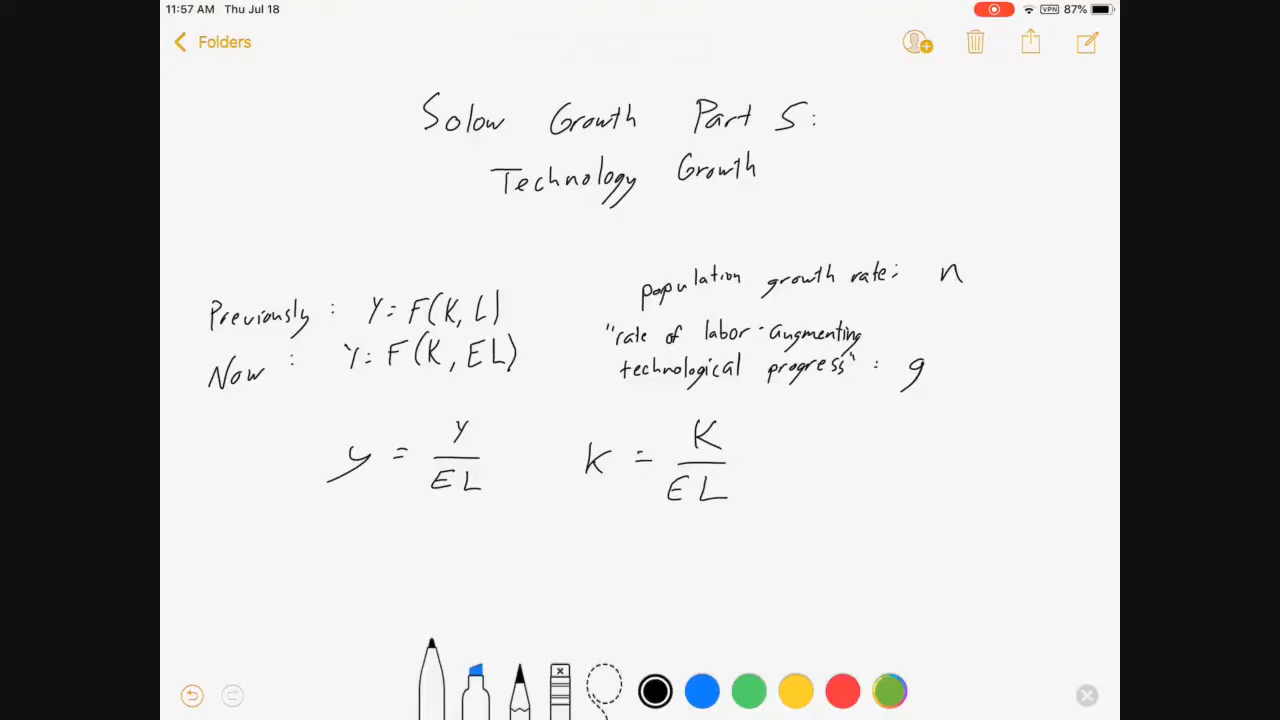 11:57 AM Thu Jul 18
VPN 87%
Folders
Solow Growth Part 5:
Technology Growth
population growth rate: n
Previously: Y=F(K,L)
"rate of labor-augmenting
Now: Y=F(K,EL)
technological progress": g
y = Y/EL k = K/EL